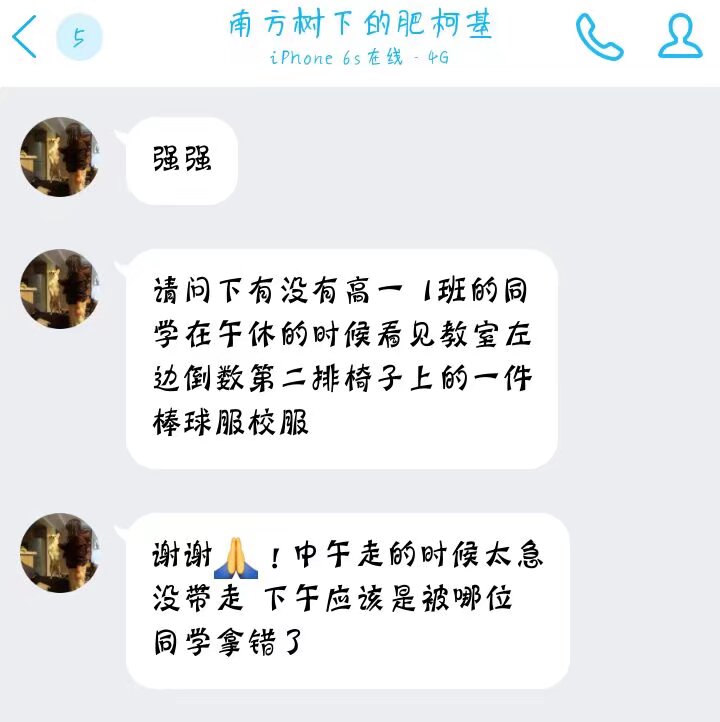 南方树下的肥柯基
5
iPhone 6s在线 - 4G
强强
请问下有没有高一 1班的同
学在午休的时候看见教室左
边倒数第二排椅子上的一件
棒球服校服
谢谢🙏！中午走的时候太急
没带走 下午应该是被哪位
同学拿错了